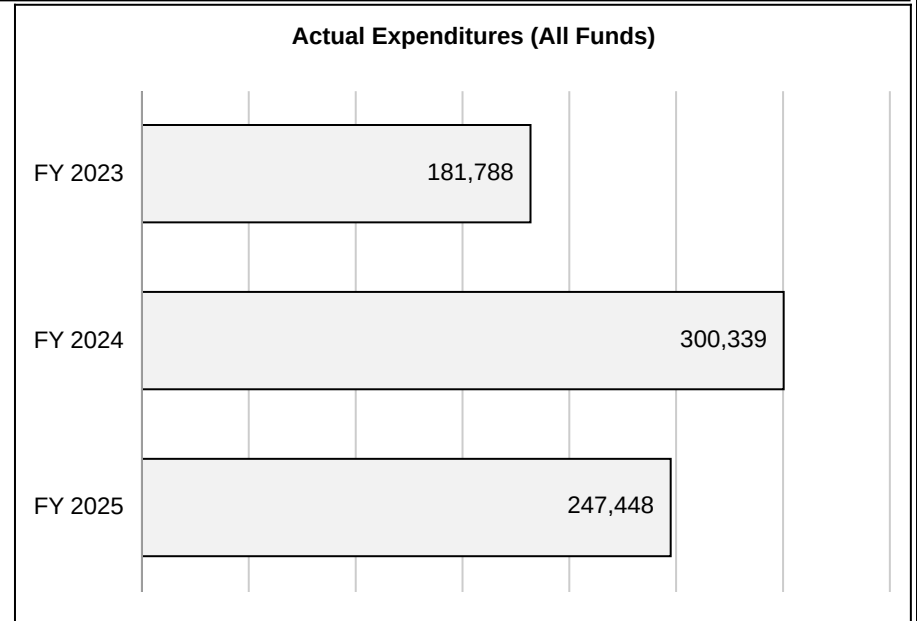 Actual Expenditures (All Funds)
FY 2023 181,788
FY 2024 300,339
FY 2025 247,448